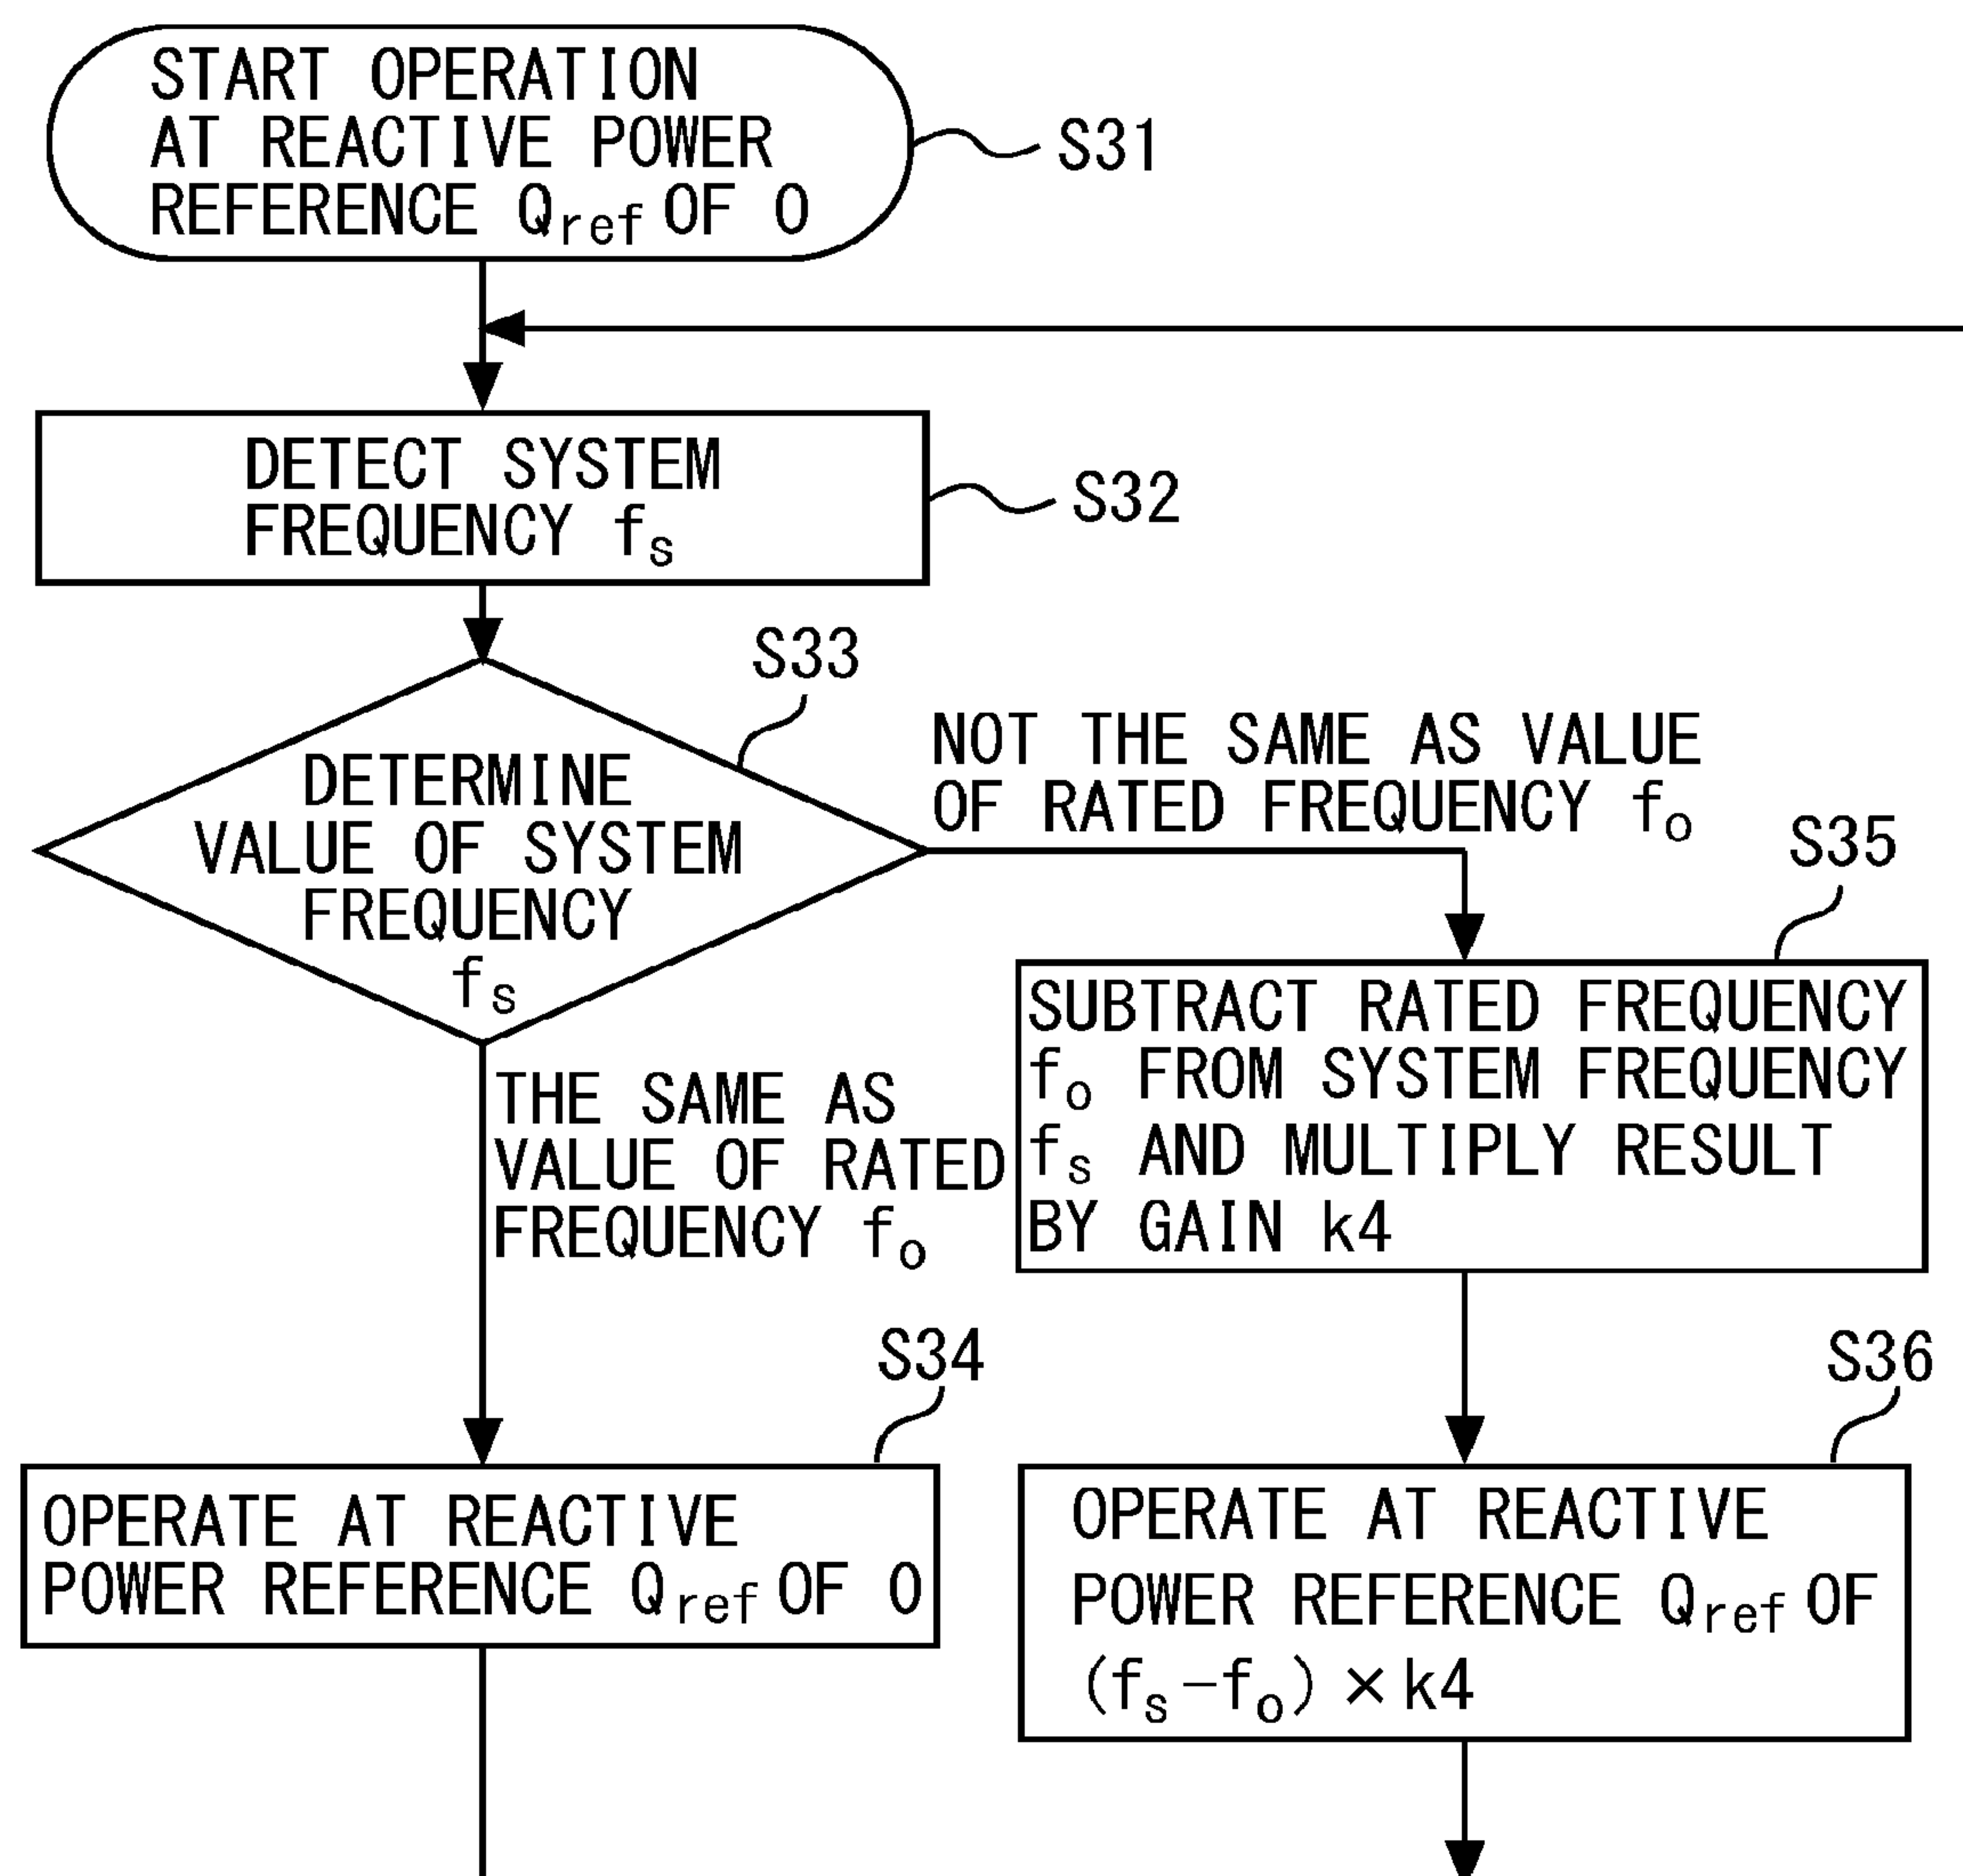 START OPERATION
AT REACTIVE POWER
REFERENCE Qref OF 0
S31
DETECT SYSTEM
FREQUENCY fs
S32
S33
DETERMINE
VALUE OF SYSTEM
FREQUENCY
fs
NOT THE SAME AS VALUE
OF RATED FREQUENCY fo
S35
SUBTRACT RATED FREQUENCY
fo FROM SYSTEM FREQUENCY
fs AND MULTIPLY RESULT
BY GAIN k4
THE SAME AS
VALUE OF RATED
FREQUENCY fo
S34
OPERATE AT REACTIVE
POWER REFERENCE Qref OF 0
S36
OPERATE AT REACTIVE
POWER REFERENCE Qref OF
(fs-fo)×k4